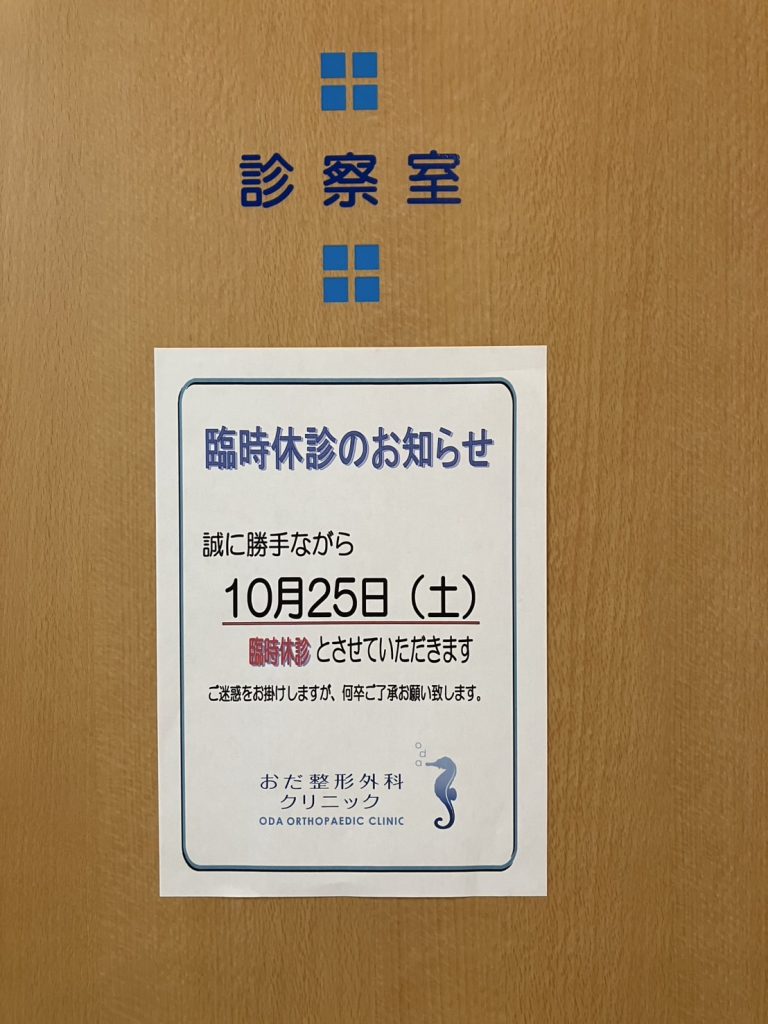 診察室
臨時休診のお知らせ
誠に勝手ながら
10月25日（土）
臨時休診とさせていただきます
ご迷惑をお掛けしますが、何卒ご了承お願い致します。
oda
おだ整形外科
クリニック
ODA ORTHOPAEDIC CLINIC